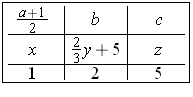 (a+1)/2 b c
x 2/3 y + 5 z
1 2 5